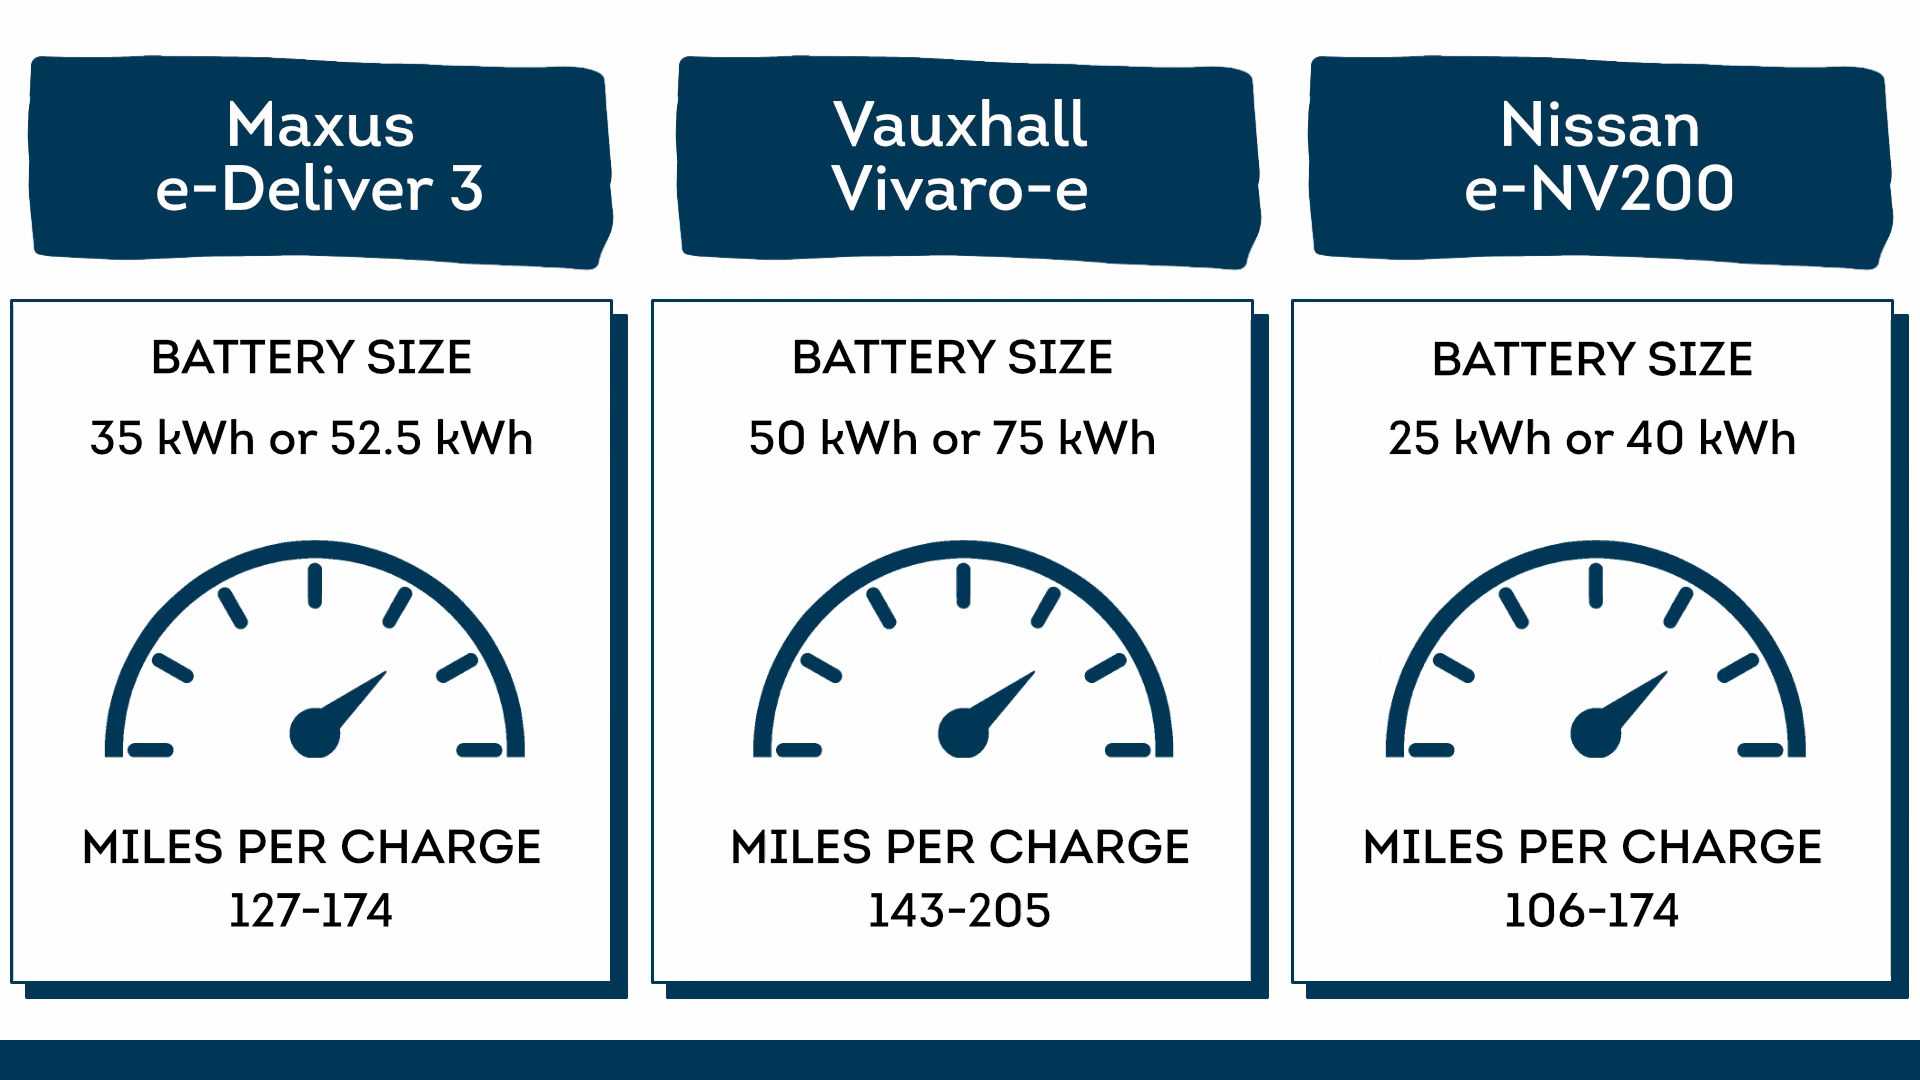 Maxus
e-Deliver 3
BATTERY SIZE
35 kWh or 52.5 kWh
MILES PER CHARGE
127-174
Vauxhall
Vivaro-e
BATTERY SIZE
50 kWh or 75 kWh
MILES PER CHARGE
143-205
Nissan
e-NV200
BATTERY SIZE
25 kWh or 40 kWh
MILES PER CHARGE
106-174